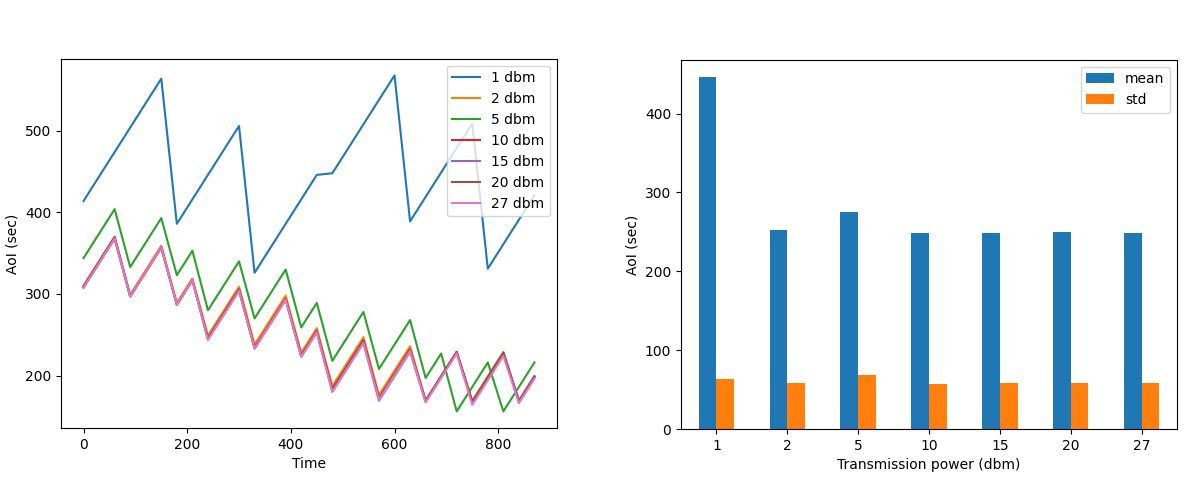 500
400
300
200
0
200
400
600
800
AoI (sec)
Time
1 dbm
2 dbm
5 dbm
10 dbm
15 dbm
20 dbm
27 dbm
400
300
200
100
0
1
2
5
10
15
20
27
AoI (sec)
Transmission power (dbm)
mean
std